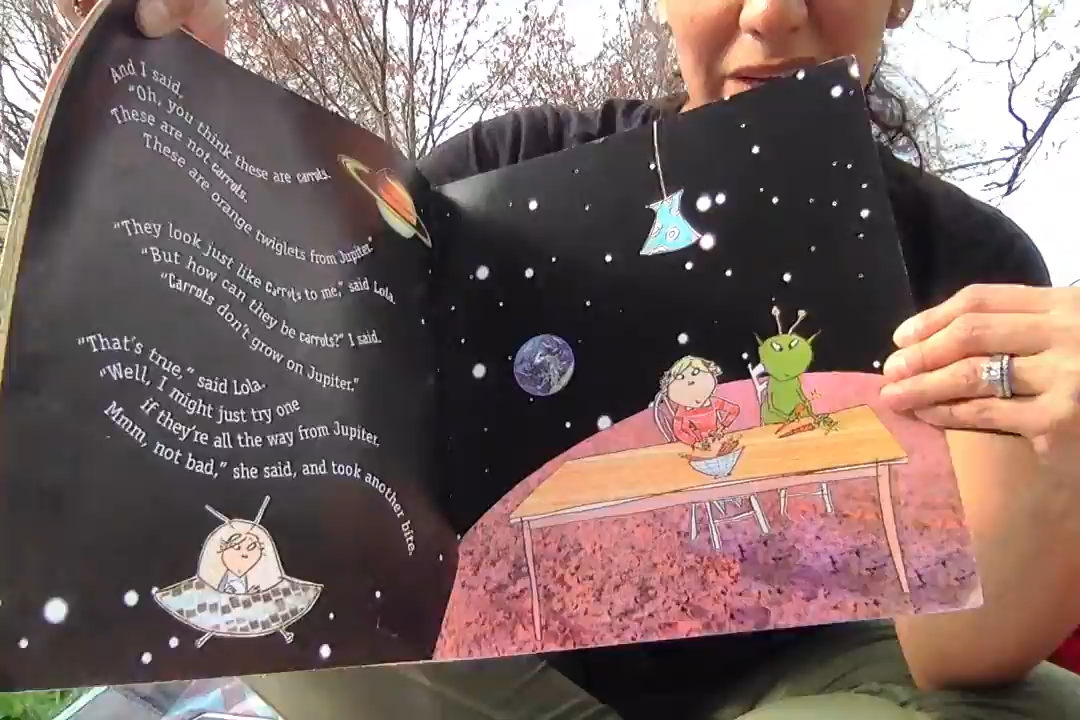 And I said,
"Oh, you think these are carrots.
These are not carrots.
These are orange twiglets from Jupiter."
"They look just like carrots to me," said Lola.
"But how can they be carrots?" I said.
"Carrots don't grow on Jupiter."
"That's true," said Lola.
"Well, I might just try one
if they're all the way from Jupiter.
Mmm, not bad," she said, and took another bite.